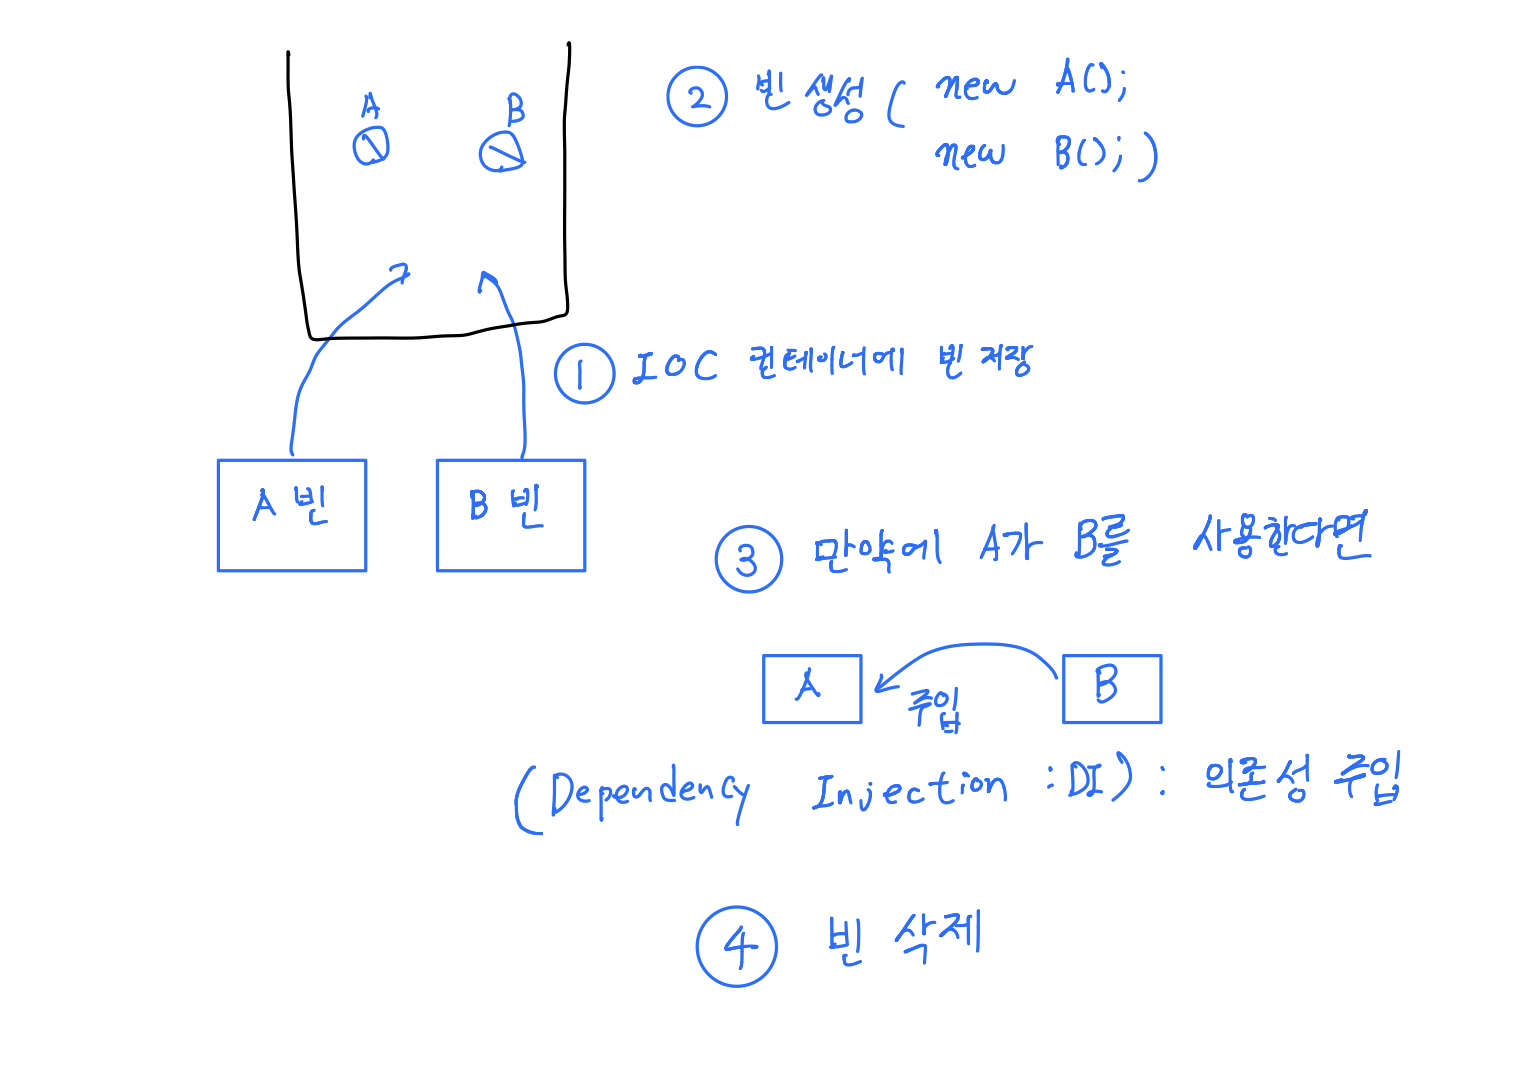 A B
② 빈 생성 ( new A();
new B(); )
① IOC 컨테이너에 빈 저장
A 빈 B 빈
③ 만약에 A가 B를 사용한다면
A B
주입
(Dependency Injection : DI) : 의존성 주입
④ 빈 삭제